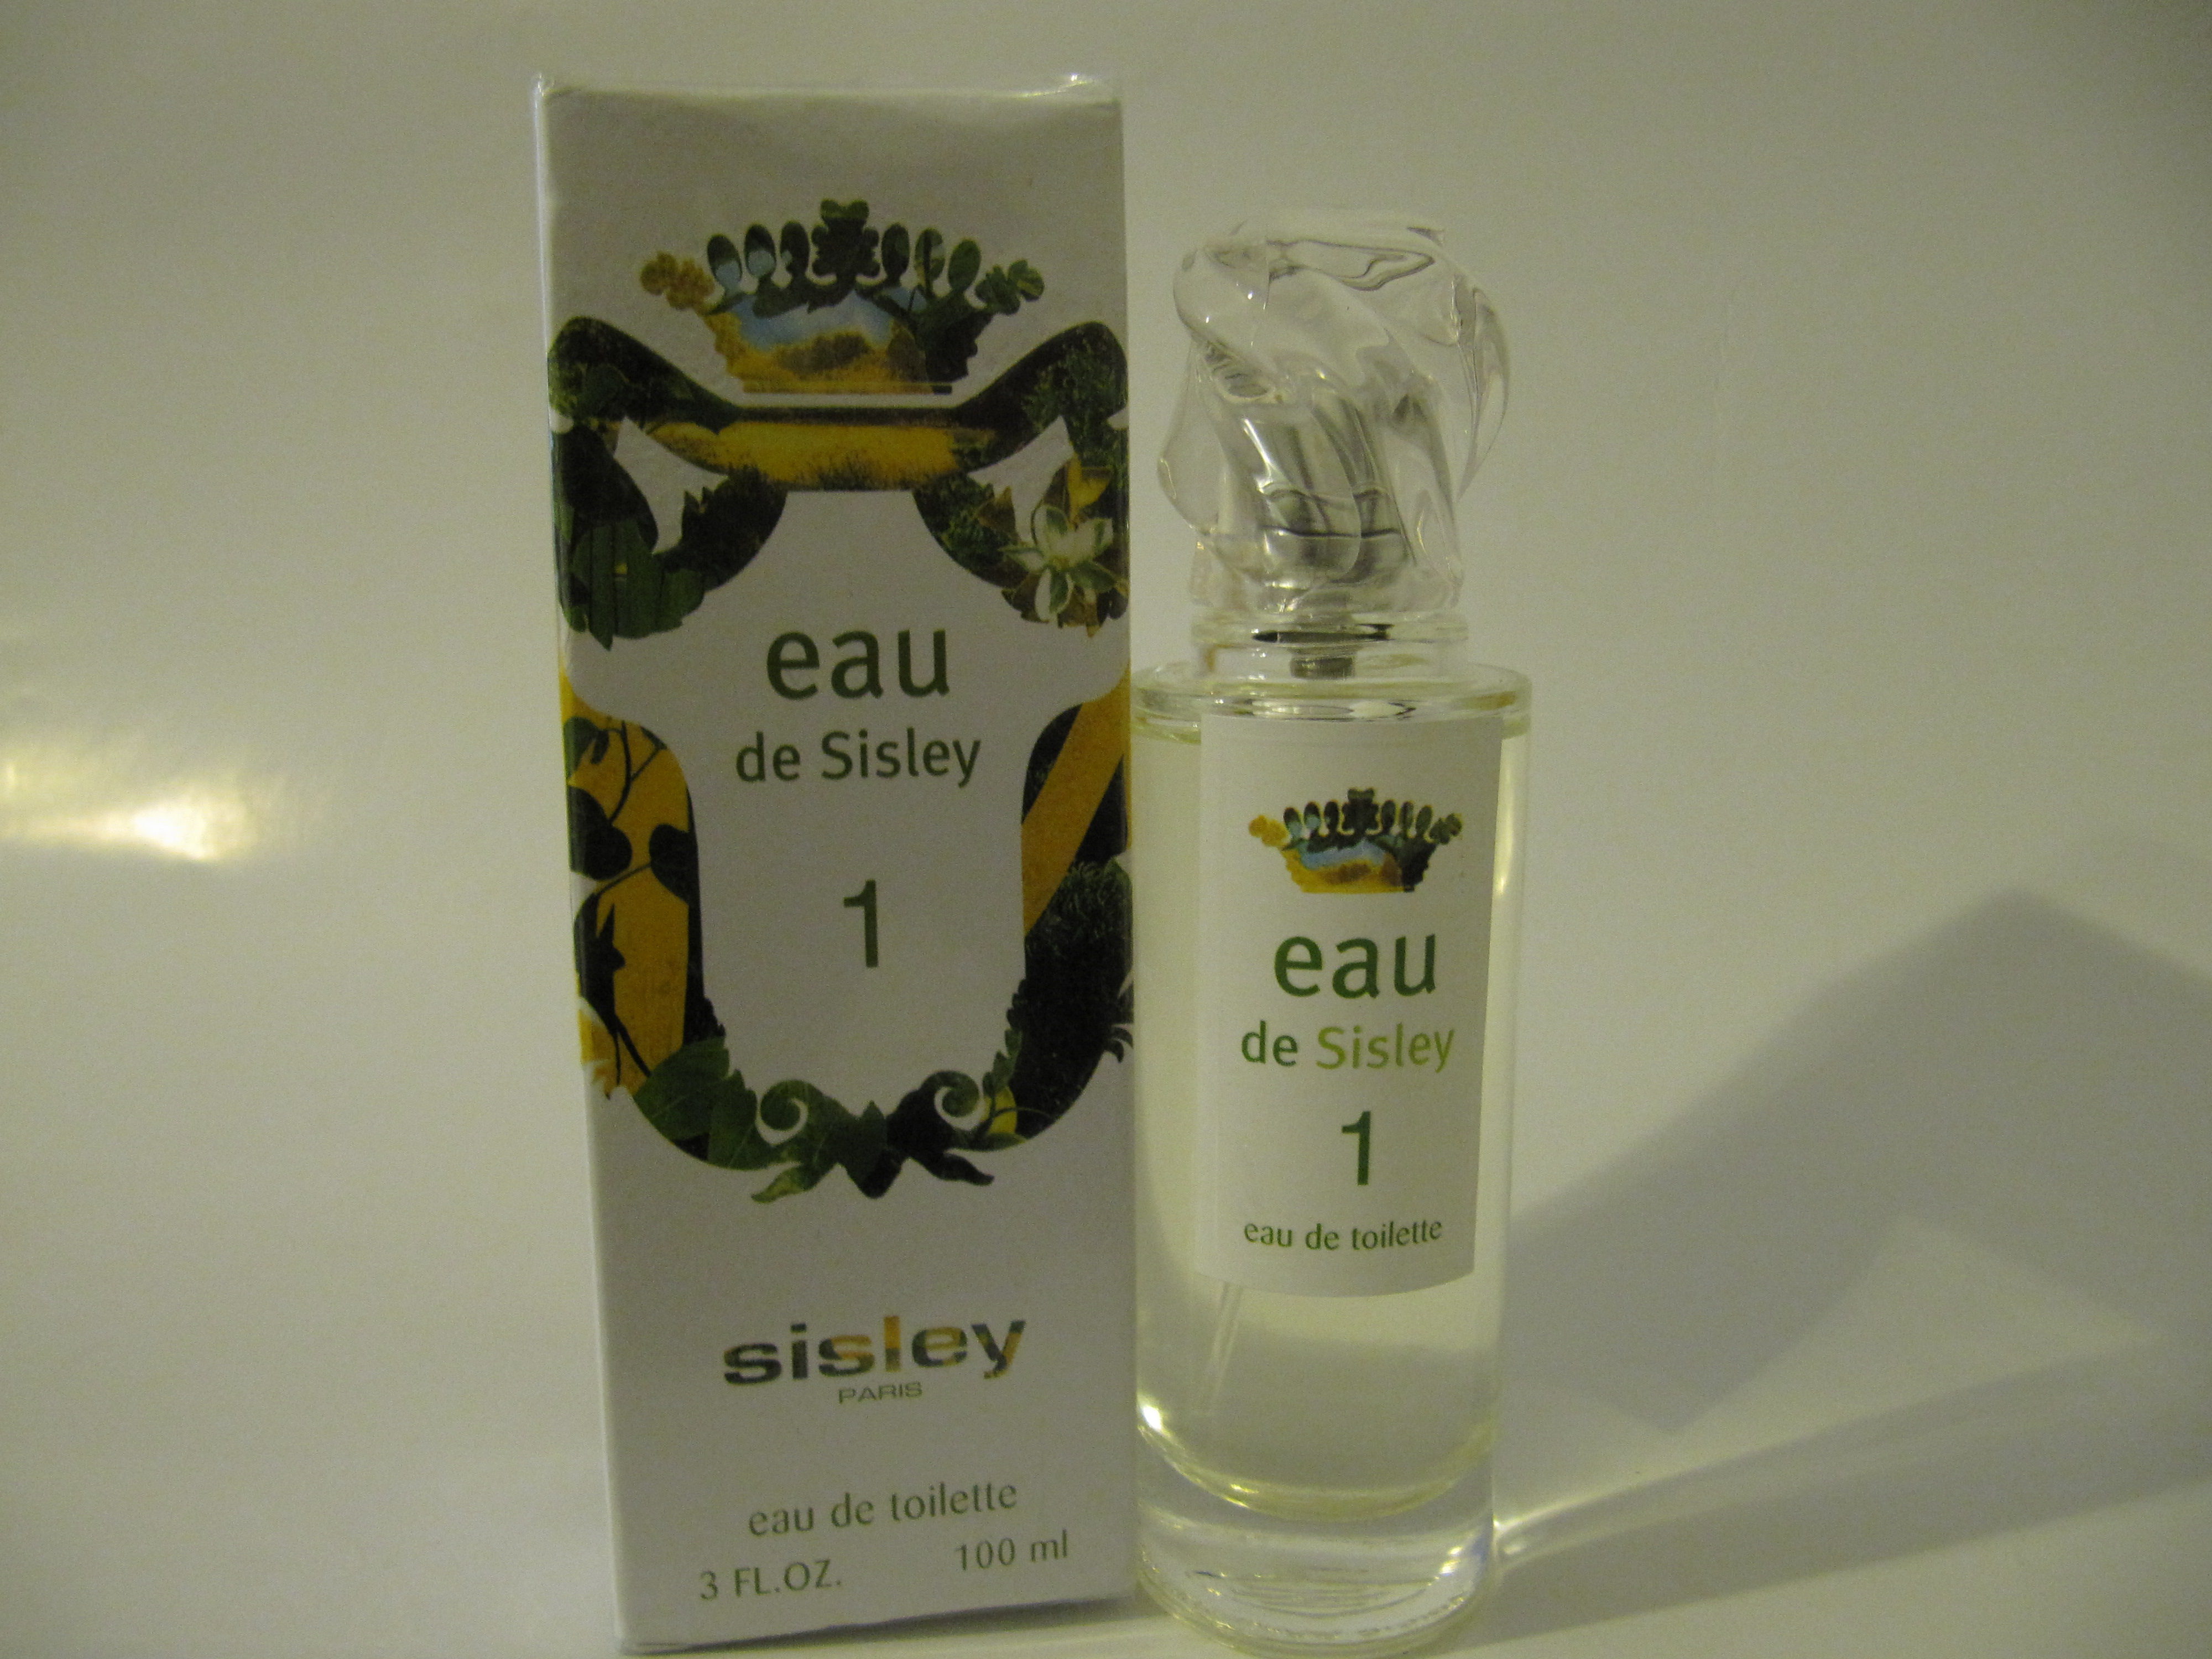 eau
de Sisley
1
sisley
PARIS
eau de toilette
3 FL.OZ. 100 ml
eau
de Sisley
1
eau de toilette